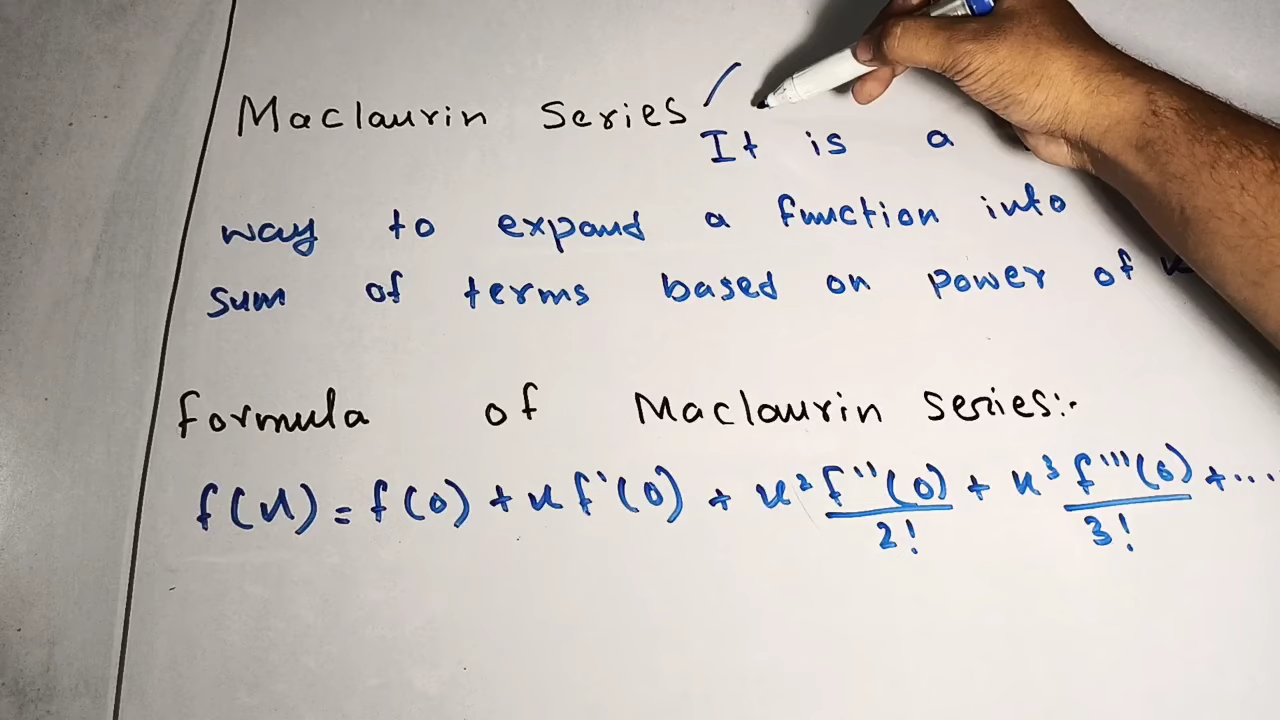 Maclaurin Series
It is a
way to expand a function into
sum of terms based on power of
formula of Maclaurin series:-
f(x) = f(0) + x f'(0) + x² f''(0)/2! + x³ f'''(0)/3! + ....